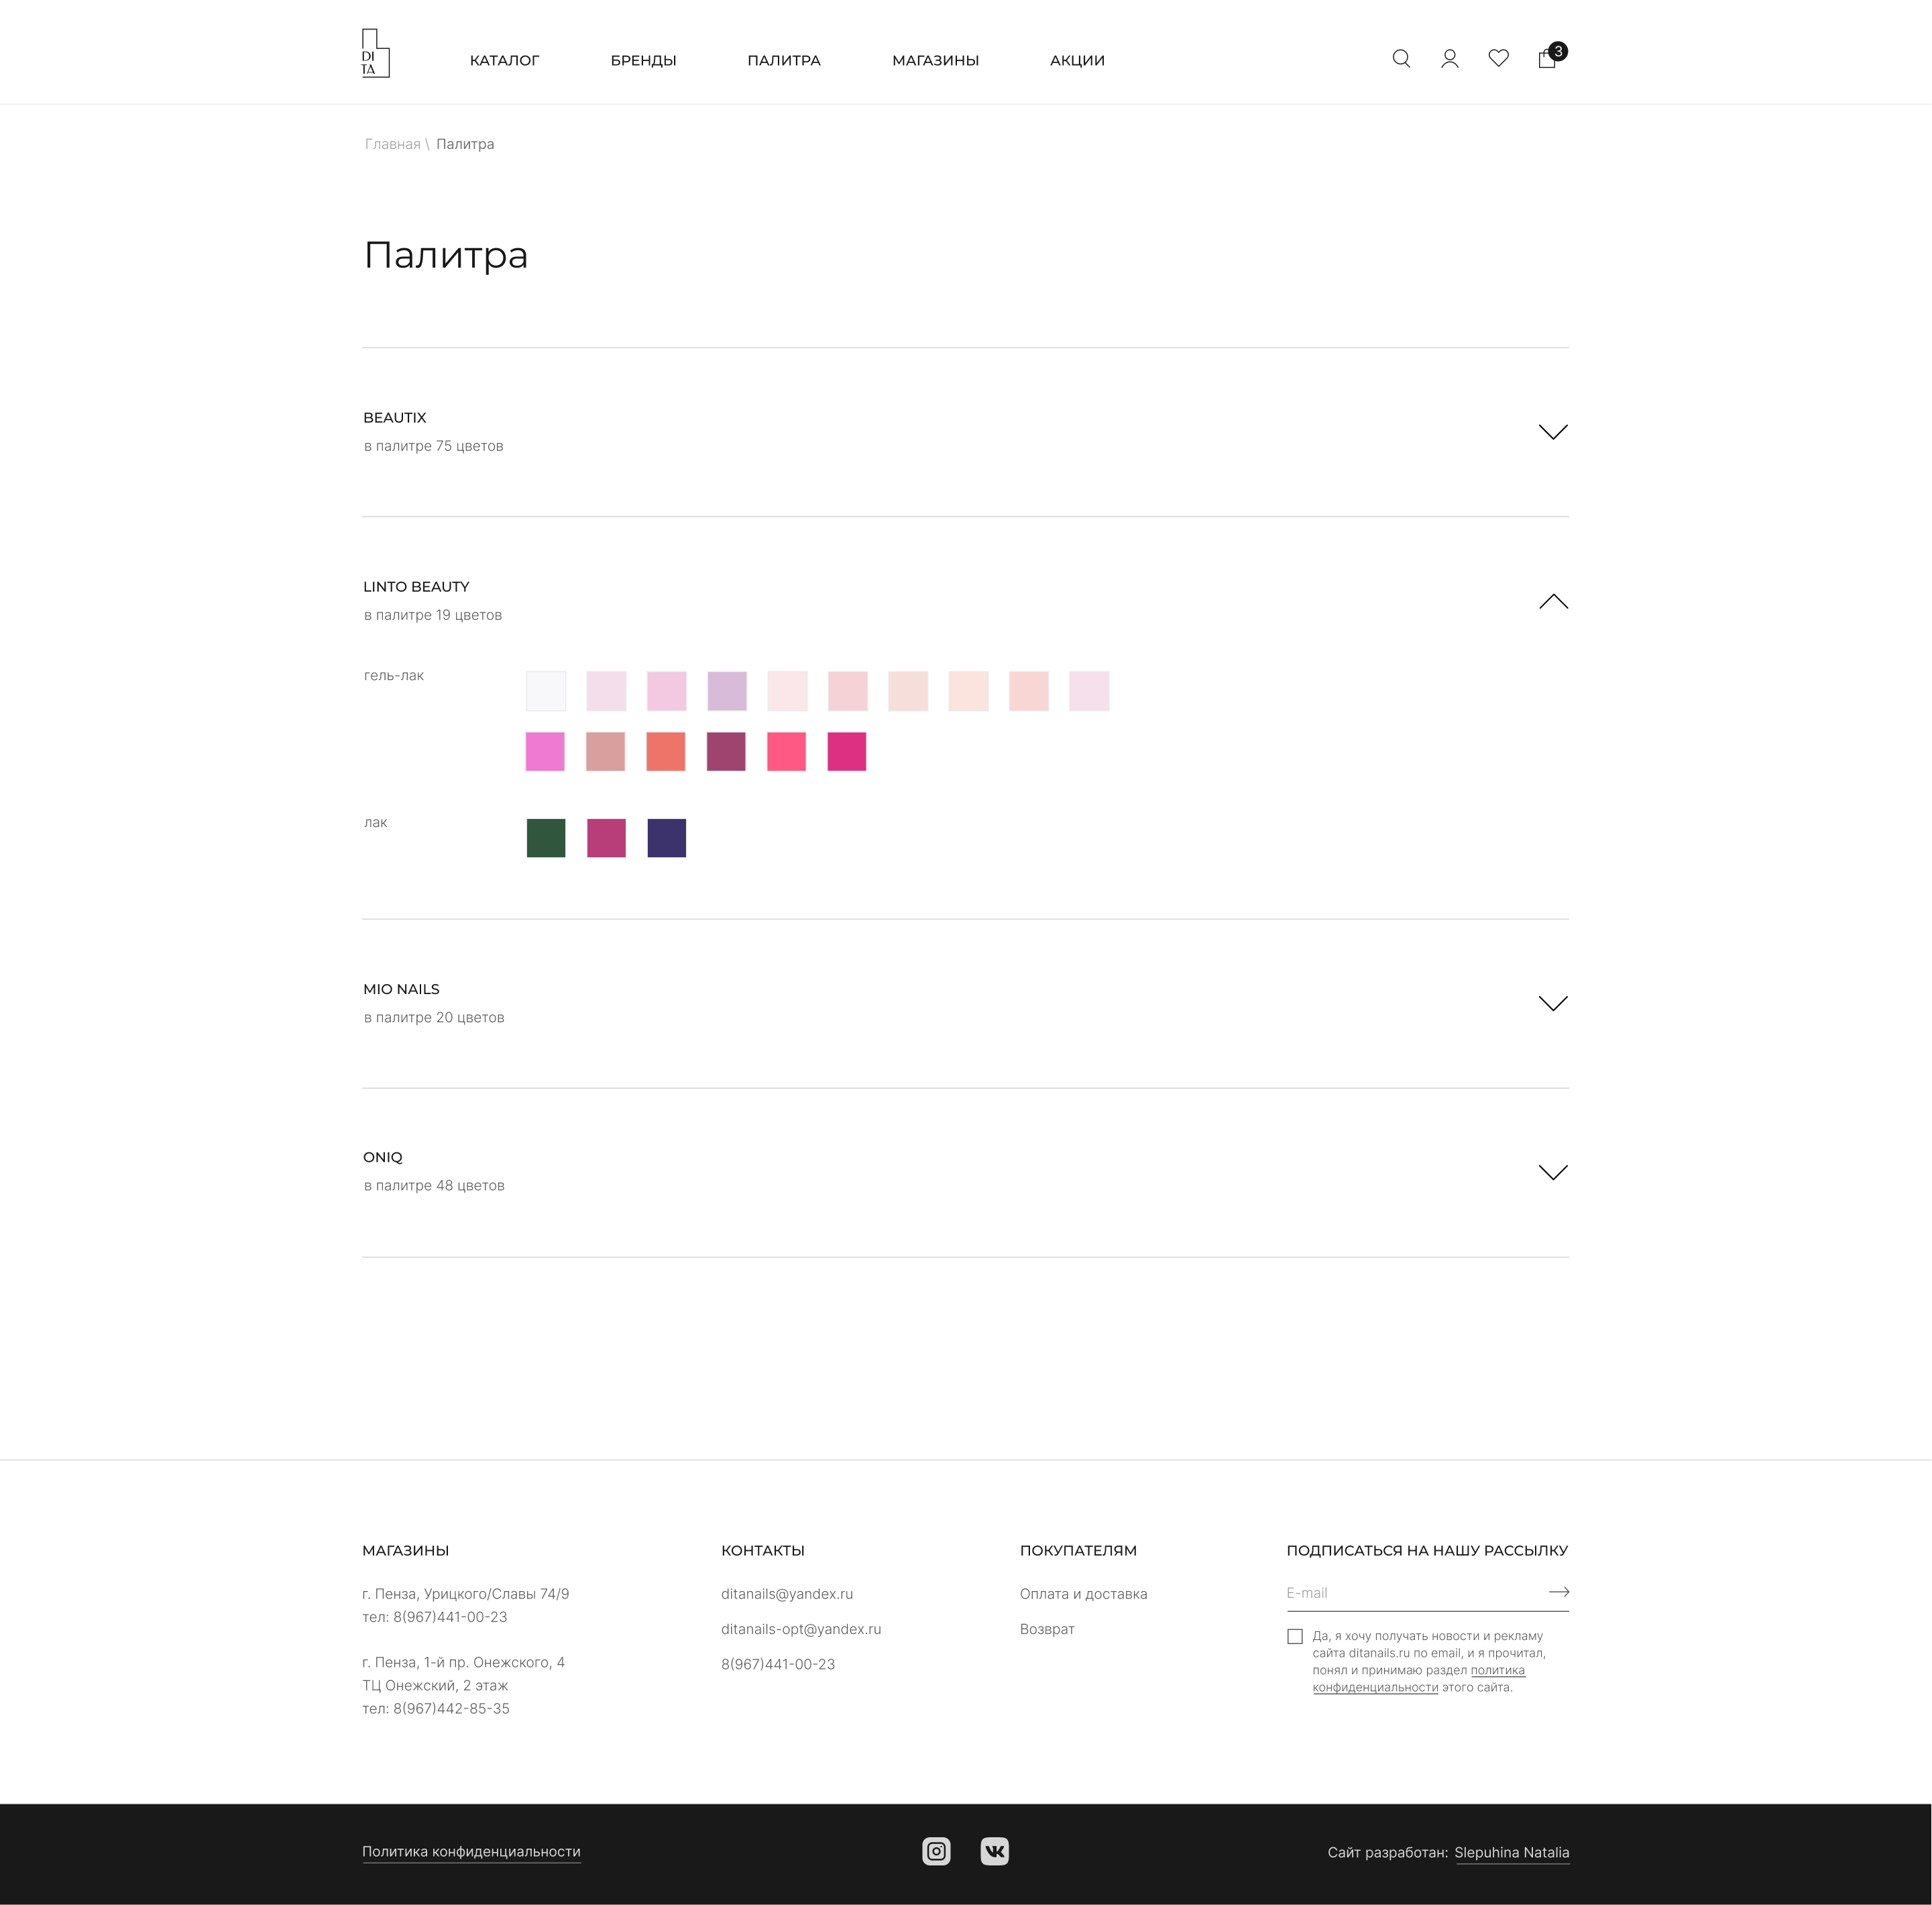 DI
TA
КАТАЛОГ
БРЕНДЫ
ПАЛИТРА
МАГАЗИНЫ
АКЦИИ
3
Главная \ Палитра
Палитра
BEAUTIX
в палитре 75 цветов
LINTO BEAUTY
в палитре 19 цветов
гель-лак
лак
MIO NAILS
в палитре 20 цветов
ONIQ
в палитре 48 цветов
МАГАЗИНЫ
г. Пенза, Урицкого/Славы 74/9
тел: 8(967)441-00-23
г. Пенза, 1-й пр. Онежского, 4
ТЦ Онежский, 2 этаж
тел: 8(967)442-85-35
КОНТАКТЫ
ditanails@yandex.ru
ditanails-opt@yandex.ru
8(967)441-00-23
ПОКУПАТЕЛЯМ
Оплата и доставка
Возврат
ПОДПИСАТЬСЯ НА НАШУ РАССЫЛКУ
E-mail
Да, я хочу получать новости и рекламу
сайта ditanails.ru по email, и я прочитал,
понял и принимаю раздел политика
конфиденциальности этого сайта.
Политика конфиденциальности
Сайт разработан: Slepuhina Natalia